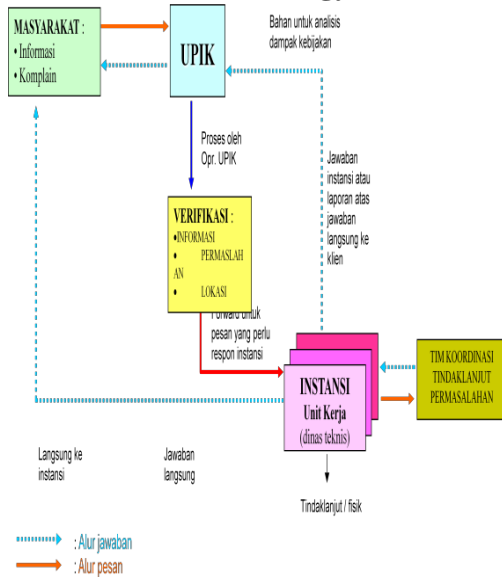 MASYARAKAT :
• Informasi
• Komplain
UPIK
Bahan untuk analisis
dampak kebijakan
Proses oleh
Opr. UPIK
Jawaban
instansi atau
laporan atas
jawaban
langsung ke
klien
VERIFIKASI :
•INFORMASI
• PERMASLAH
AN
• LOKASI
Forward untuk
pesan yang perlu
respon instansi
INSTANSI
Unit Kerja
(dinas teknis)
TIM KOORDINASI
TINDAKLANJUT
PERMASALAHAN
Langsung ke
instansi
Jawaban
langsung
Tindaklanjut / fisik
: Alur jawaban
: Alur pesan